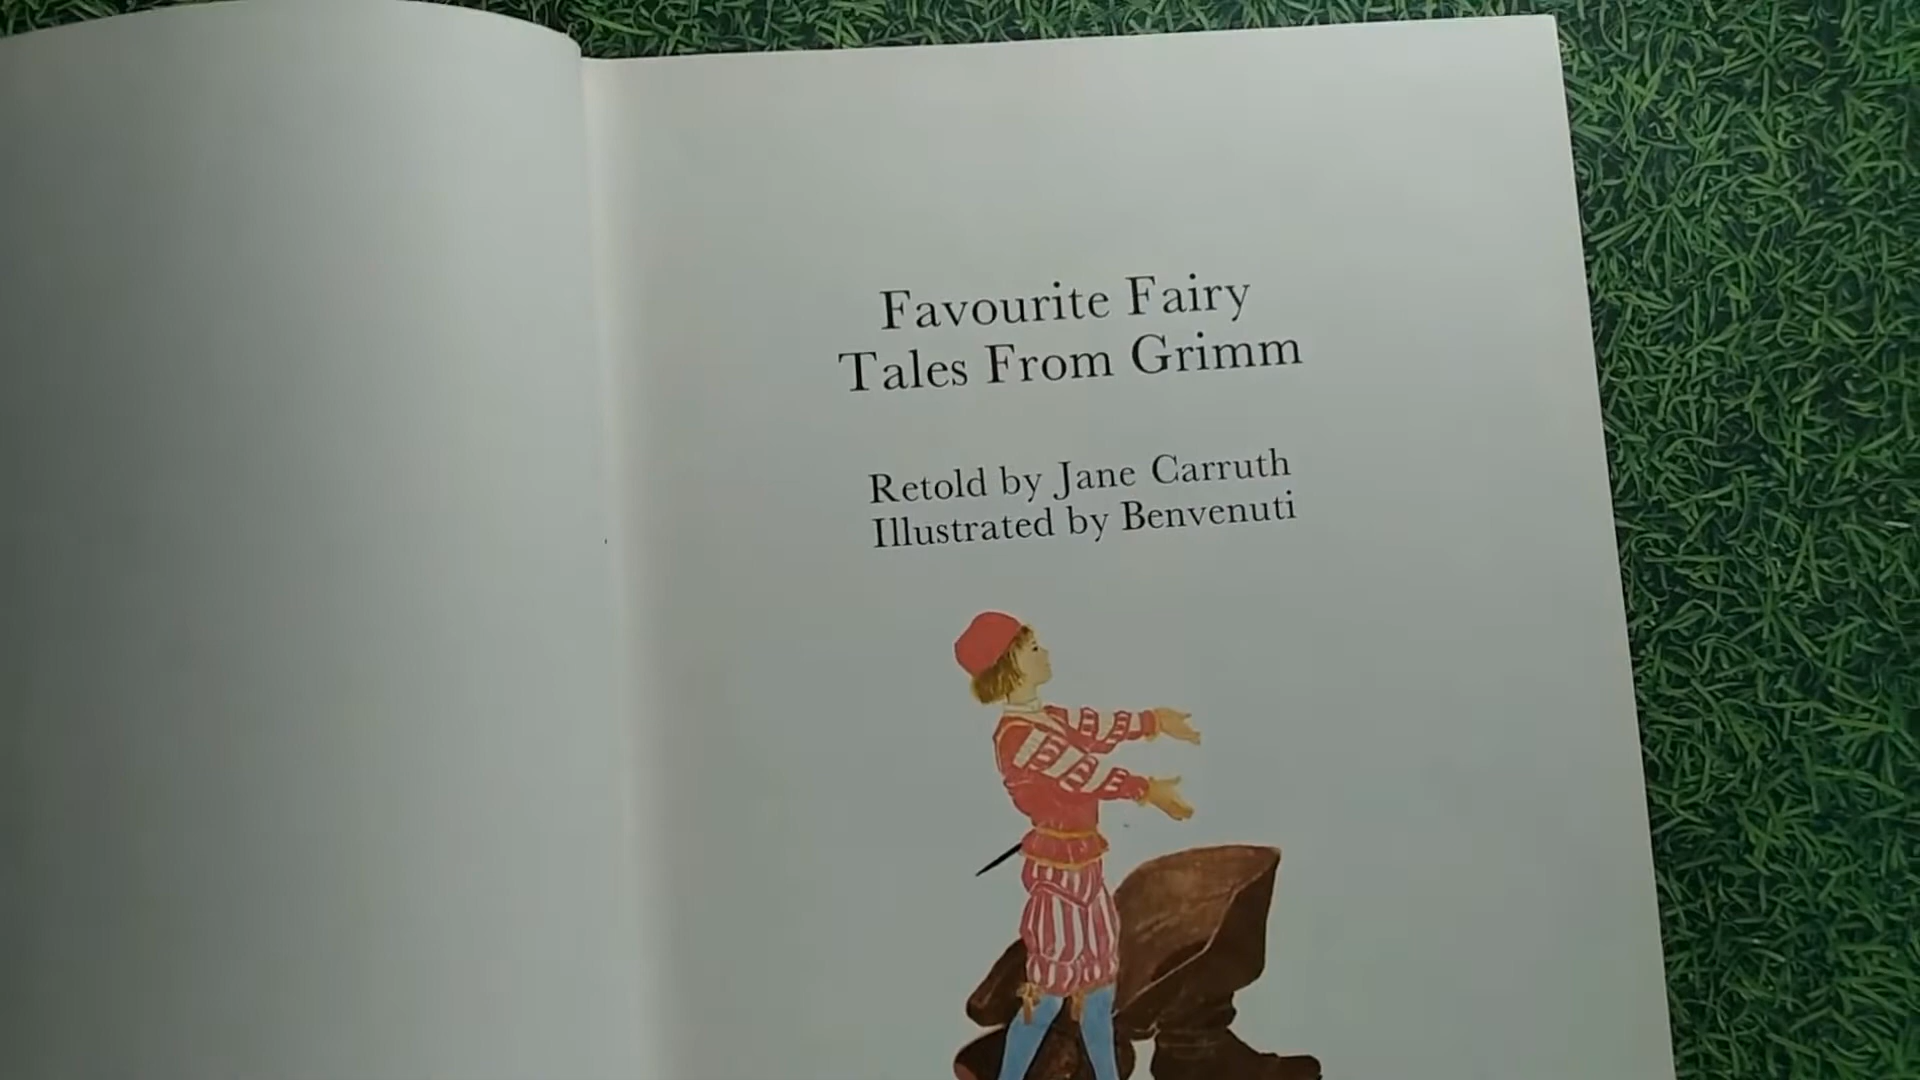 Favourite Fairy
Tales From Grimm
Retold by Jane Carruth
Illustrated by Benvenuti